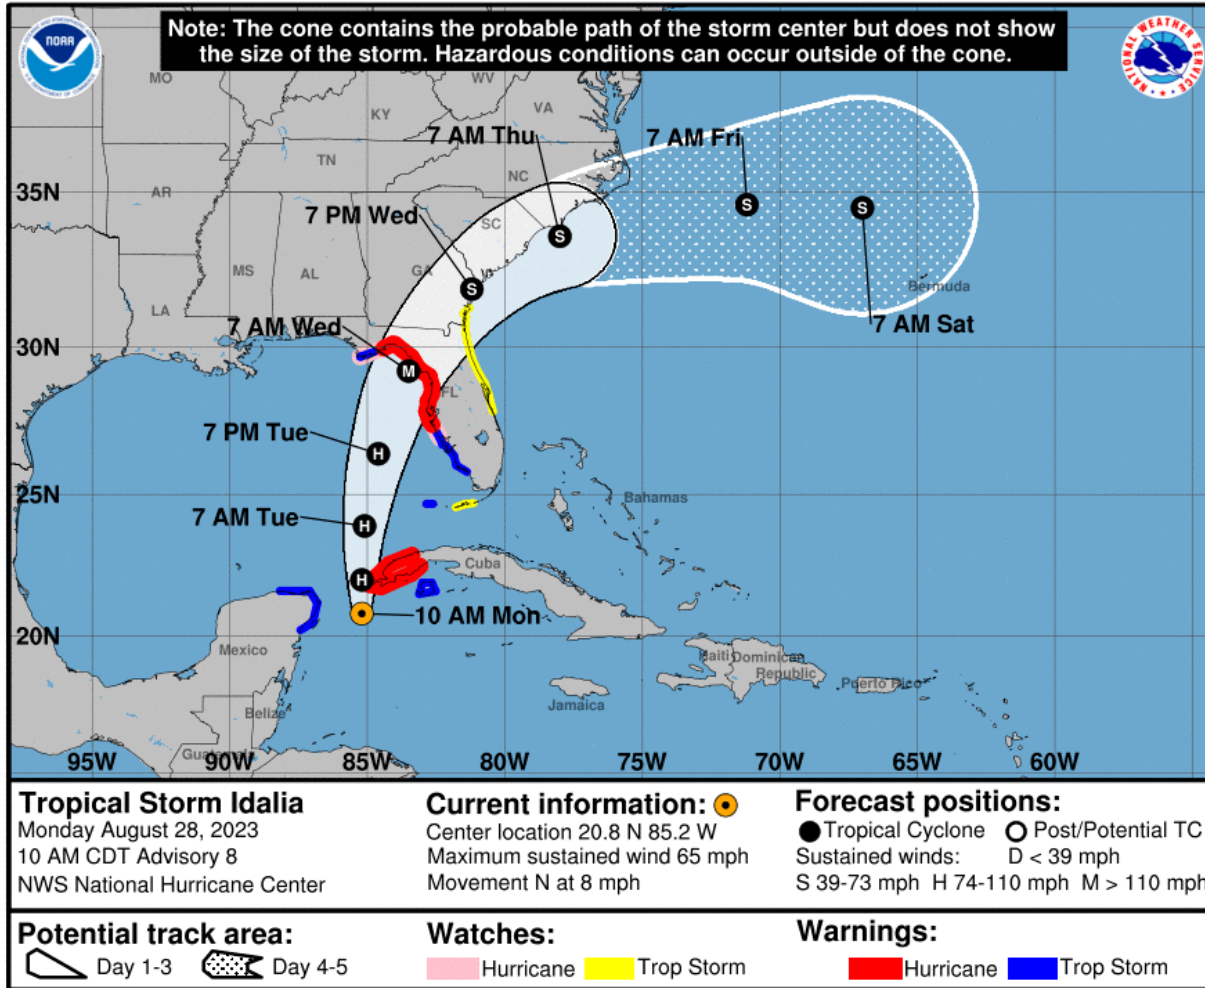 Note: The cone contains the probable path of the storm center but does not show
the size of the storm. Hazardous conditions can occur outside of the cone.
NOAA
NATIONAL WEATHER SERVICE
MO
WV
KY
VA
7 AM Thu
7 AM Fri
TN
NC
35N
AR
7 PM Wed
SC
MS
AL
GA
Bermuda
LA
7 AM Wed
7 AM Sat
30N
FL
7 PM Tue
25N
Bahamas
7 AM Tue
Cuba
10 AM Mon
20N
Mexico
Haiti
Dominican
Republic
Puerto Rico
Jamaica
Belize
Guatemala
95W
90W
85W
80W
75W
70W
65W
60W
S
S
S
S
M
H
H
H
Tropical Storm Idalia
Monday August 28, 2023
10 AM CDT Advisory 8
NWS National Hurricane Center
Current information:
Center location 20.8 N 85.2 W
Maximum sustained wind 65 mph
Movement N at 8 mph
Forecast positions:
Tropical Cyclone
Post/Potential TC
Sustained winds:
D < 39 mph
S 39-73 mph
H 74-110 mph
M > 110 mph
Potential track area:
Day 1-3
Day 4-5
Watches:
Hurricane
Trop Storm
Warnings:
Hurricane
Trop Storm